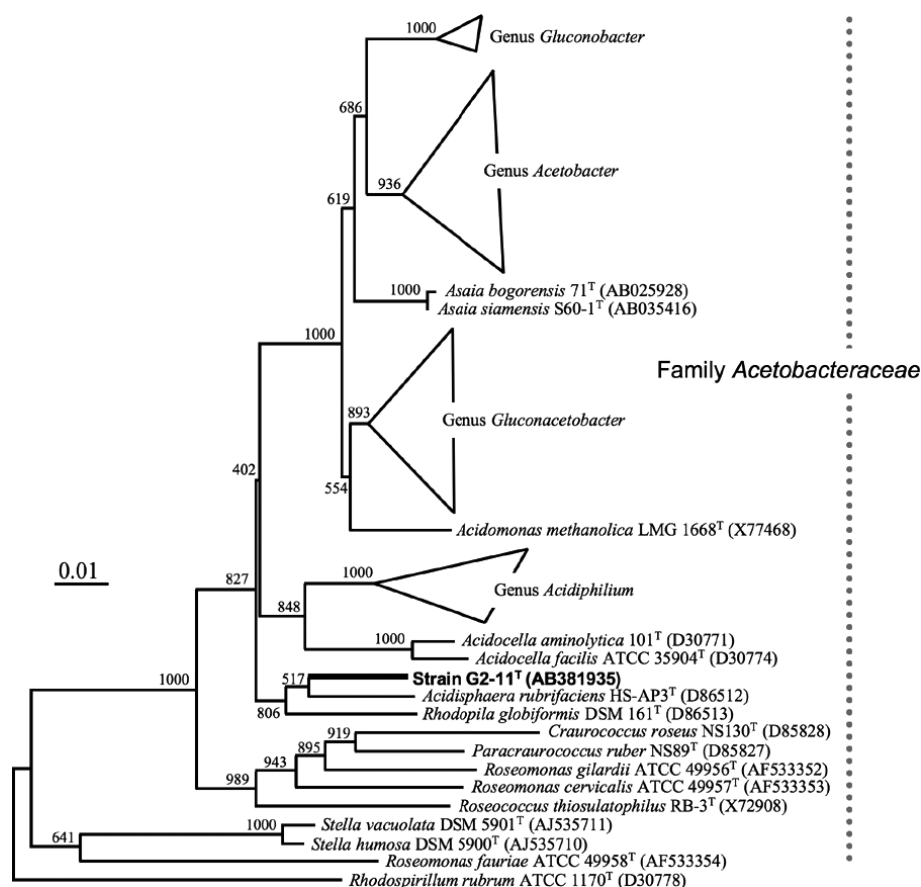 1000
Genus Gluconobacter
686
Genus Acetobacter
936
619
1000
Asaia bogorensis 71ᵀ (AB025928)
Asaia siamensis S60-1ᵀ (AB035416)
1000
Family Acetobacteraceae
893
Genus Gluconacetobacter
402
554
Acidomonas methanolica LMG 1668ᵀ (X77468)
0.01
827
1000
Genus Acidiphilium
848
1000
Acidocella aminolytica 101ᵀ (D30771)
Acidocella facilis ATCC 35904ᵀ (D30774)
1000
517
Strain G2-11ᵀ (AB381935)
Acidisphaera rubrifaciens HS-AP3ᵀ (D86512)
806
Rhodopila globiformis DSM 161ᵀ (D86513)
919
Craurococcus roseus NS130ᵀ (D85828)
895
Paracraurococcus ruber NS89ᵀ (D85827)
943
Roseomonas gilardii ATCC 49956ᵀ (AF533352)
989
Roseomonas cervicalis ATCC 49957ᵀ (AF533353)
Roseococcus thiosulatophilus RB-3ᵀ (X72908)
1000
Stella vacuolata DSM 5901ᵀ (AJ535711)
641
Stella humosa DSM 5900ᵀ (AJ535710)
Roseomonas fauriae ATCC 49958ᵀ (AF533354)
Rhodospirillum rubrum ATCC 1170ᵀ (D30778)